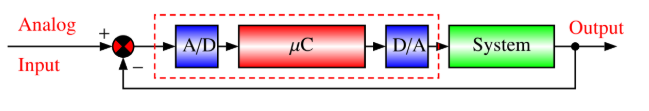 Analog
Input
+
−
A/D
μC
D/A
System
Output